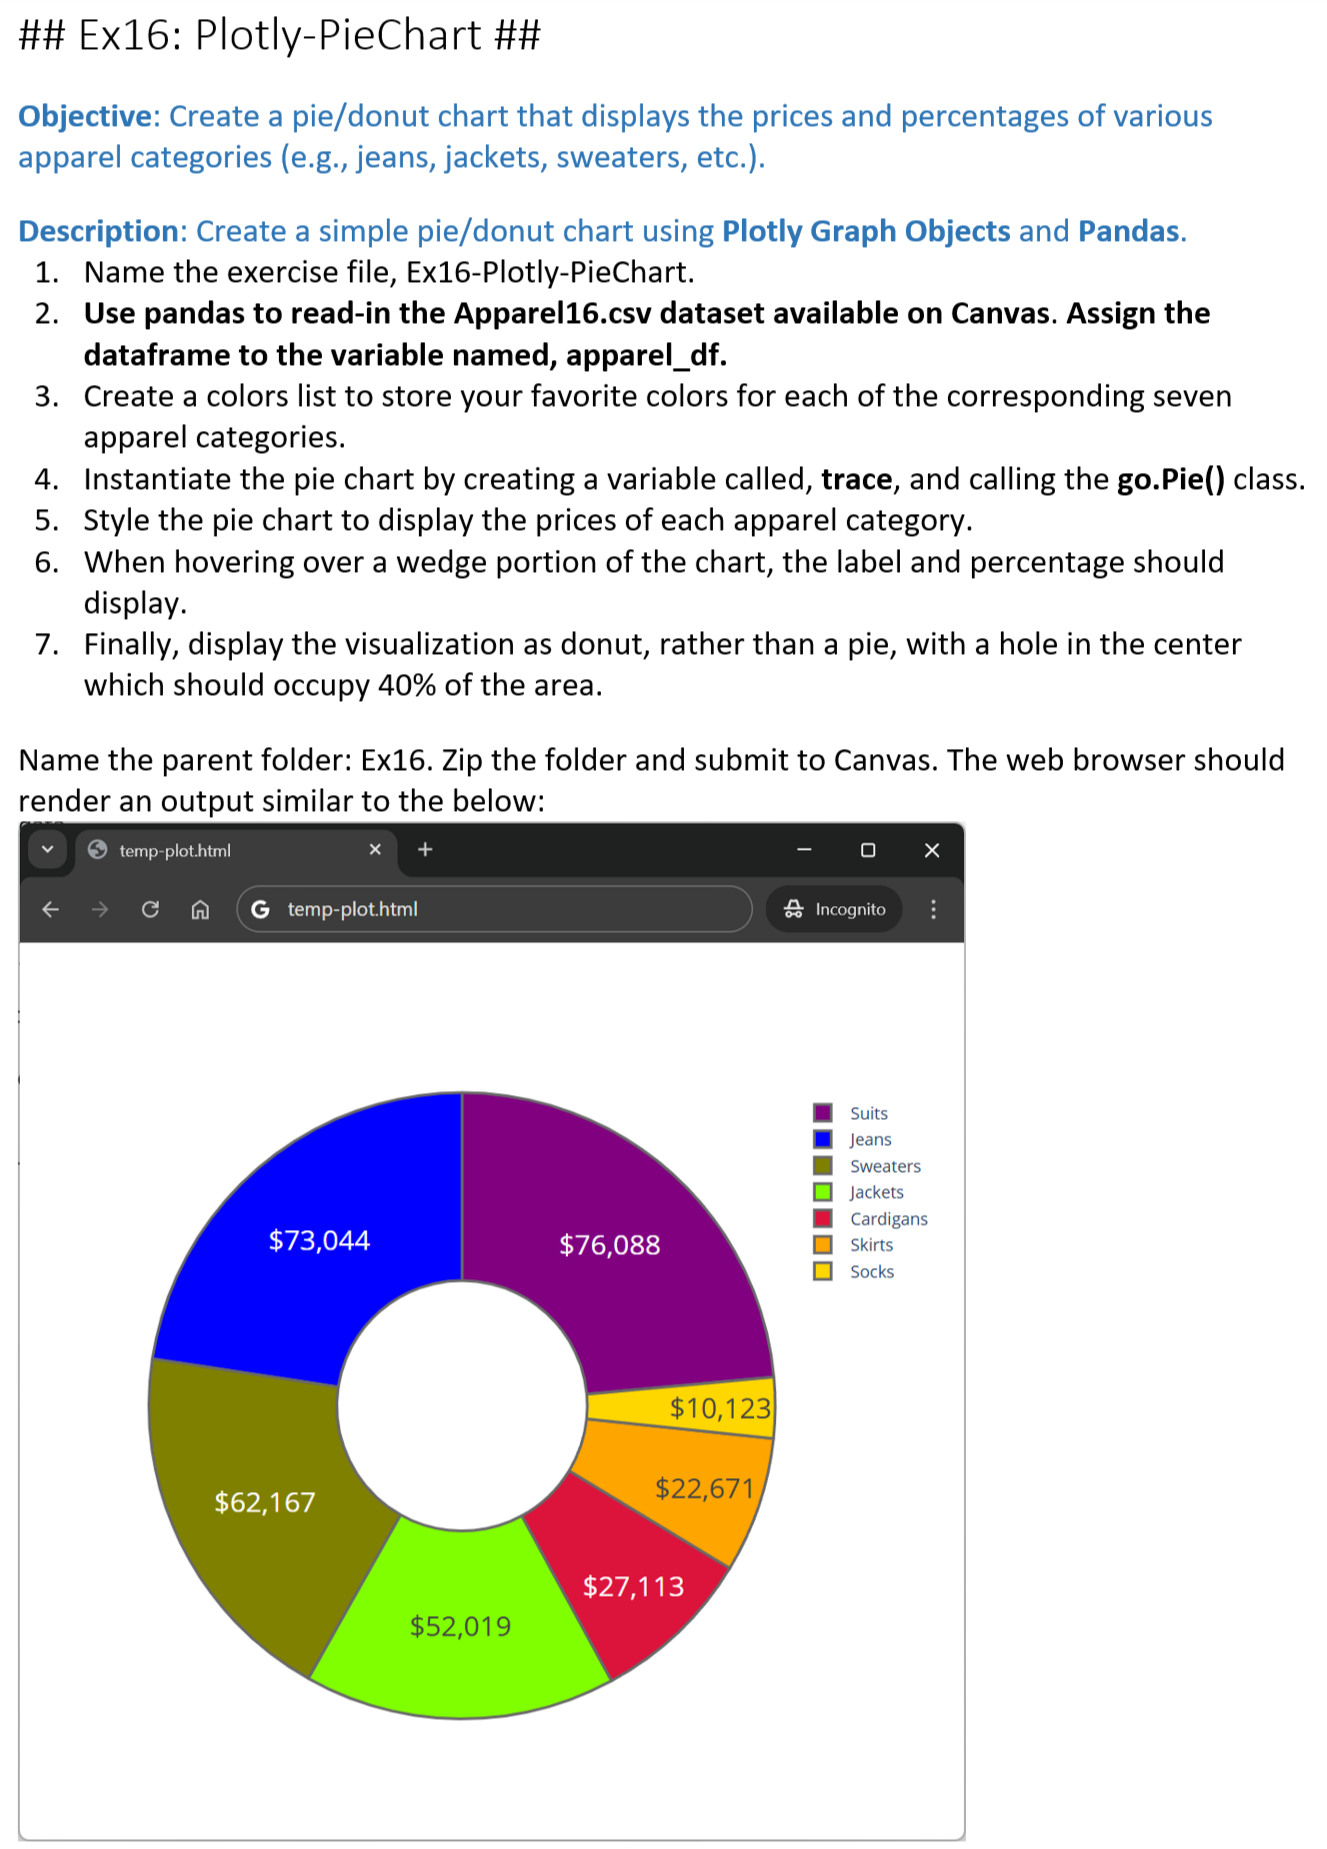 ## Ex16: Plotly-PieChart ##
Objective: Create a pie/donut chart that displays the prices and percentages of various
apparel categories (e.g., jeans, jackets, sweaters, etc.).
Description: Create a simple pie/donut chart using Plotly Graph Objects and Pandas.
1. Name the exercise file, Ex16-Plotly-PieChart.
2. Use pandas to read-in the Apparel16.csv dataset available on Canvas. Assign the
dataframe to the variable named, apparel_df.
3. Create a colors list to store your favorite colors for each of the corresponding seven
apparel categories.
4. Instantiate the pie chart by creating a variable called, trace, and calling the go.Pie() class.
5. Style the pie chart to display the prices of each apparel category.
6. When hovering over a wedge portion of the chart, the label and percentage should
display.
7. Finally, display the visualization as donut, rather than a pie, with a hole in the center
which should occupy 40% of the area.
Name the parent folder: Ex16. Zip the folder and submit to Canvas. The web browser should
render an output similar to the below:
temp-plot.html
G temp-plot.html Incognito
Suits
Jeans
Sweaters
Jackets
Cardigans
Skirts
Socks
$73,044
$76,088
$10,123
$22,671
$62,167
$27,113
$52,019